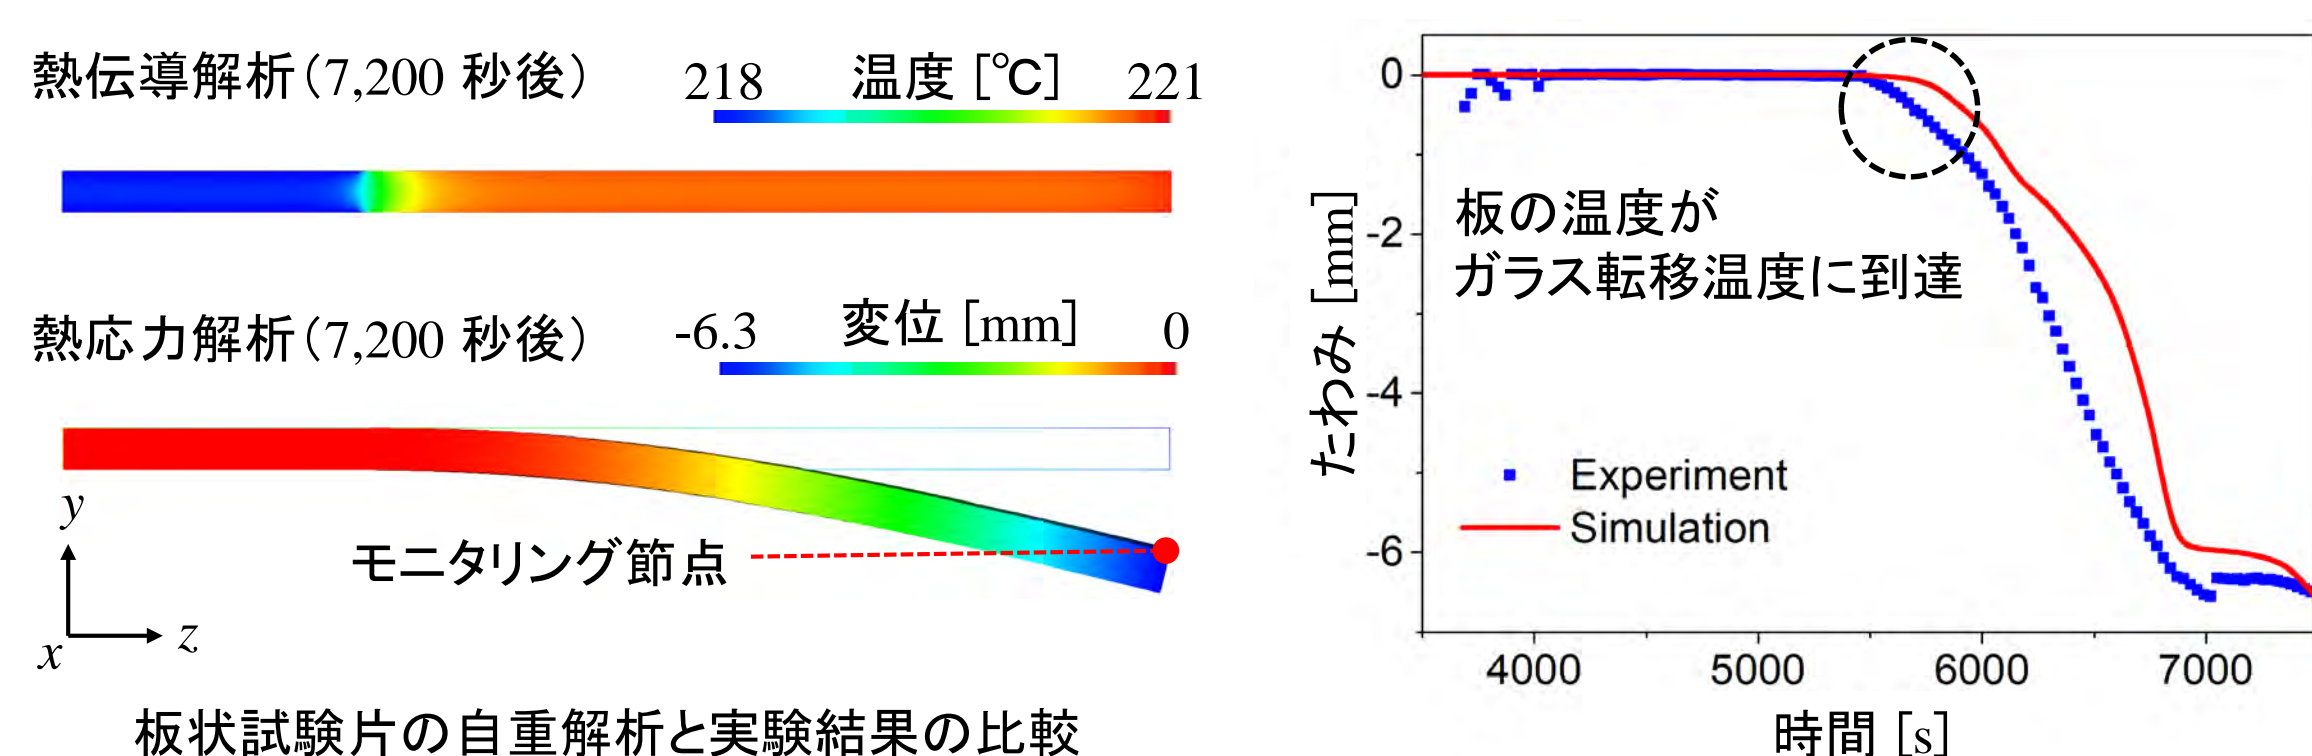 熱伝導解析(7,200 秒後)
218 温度 [℃] 221
熱応力解析(7,200 秒後)
-6.3 変位 [mm] 0
モニタリング節点
y
x
z
板状試験片の自重解析と実験結果の比較
0
-2
-4
-6
たわみ [mm]
板の温度が
ガラス転移温度に到達
Experiment
Simulation
4000 5000 6000 7000
時間 [s]